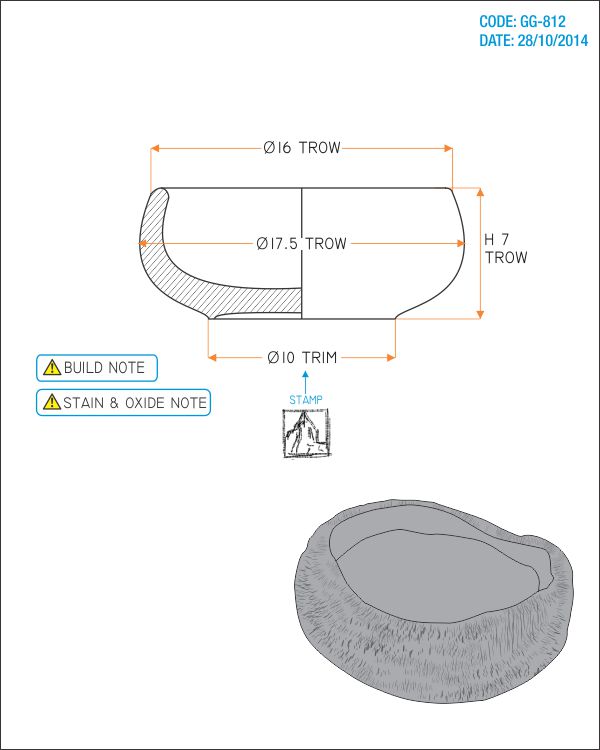 CODE: GG-812
DATE: 28/10/2014
Ø16 TROW
Ø17.5 TROW
H 7
TROW
Ø10 TRIM
BUILD NOTE
STAIN & OXIDE NOTE
STAMP